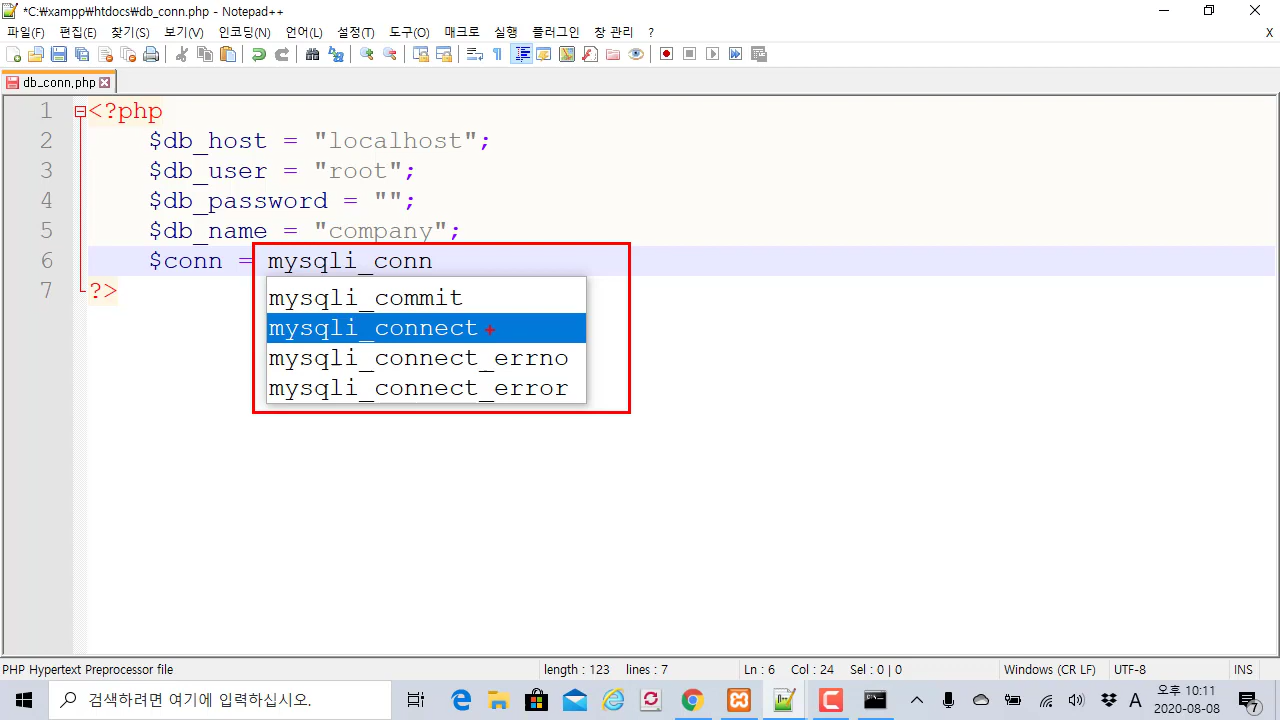 *C:₩xampp₩htdocs₩db_conn.php - Notepad++
파일(F) 편집(E) 찾기(S) 보기(V) 인코딩(N) 언어(L) 설정(T) 도구(O) 매크로 실행 플러그인 창 관리 ? X
db_conn.php
1 <?php
2 $db_host = "localhost";
3 $db_user = "root";
4 $db_password = "";
5 $db_name = "company";
6 $conn = mysqli_conn
mysqli_commit
mysqli_connect
mysqli_connect_errno
mysqli_connect_error
7 ?>
PHP Hypertext Preprocessor file length : 123 lines : 7 Ln : 6 Col : 24 Sel : 0 | 0 Windows (CR LF) UTF-8 INS
검색하려면 여기에 입력하십시오. A 오후 10:11
2020-08-08 7